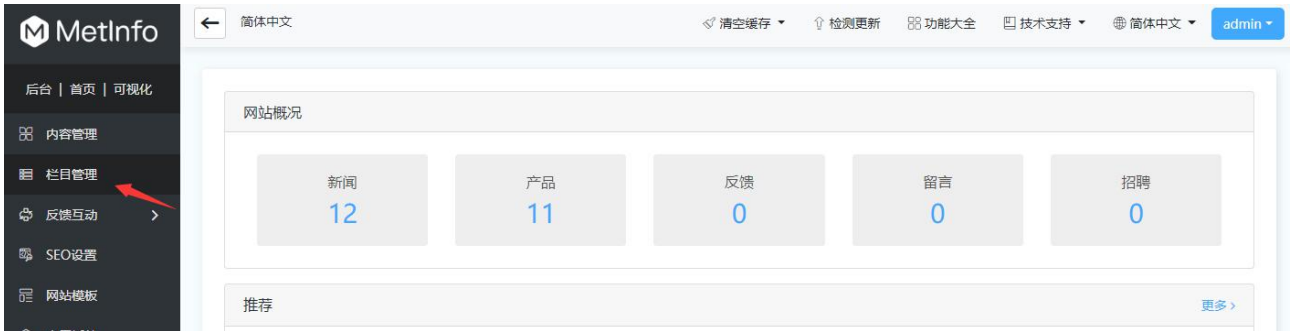 MetInfo
简体中文
清空缓存 检测更新 功能大全 技术支持 简体中文 admin
后台 | 首页 | 可视化
内容管理
栏目管理
反馈互动
SEO设置
网站模板
网站概况
新闻 产品 反馈 留言 招聘
12 11 0 0 0
推荐 更多